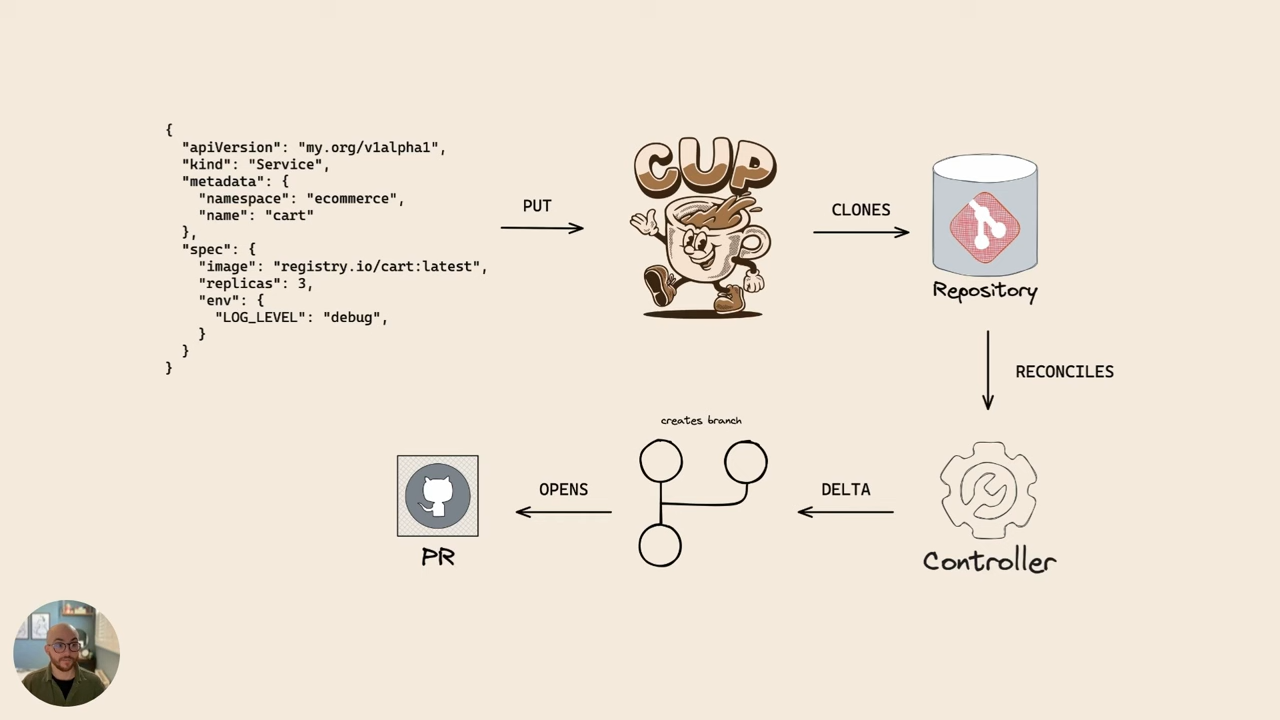 {
  "apiVersion": "my.org/v1alpha1",
  "kind": "Service",
  "metadata": {
    "namespace": "ecommerce",
    "name": "cart"
  },
  "spec": {
    "image": "registry.io/cart:latest",
    "replicas": 3,
    "env": {
      "LOG_LEVEL": "debug",
    }
  }
}
PUT
CUP
CLONES
Repository
RECONCILES
Controller
DELTA
creates branch
OPENS
PR